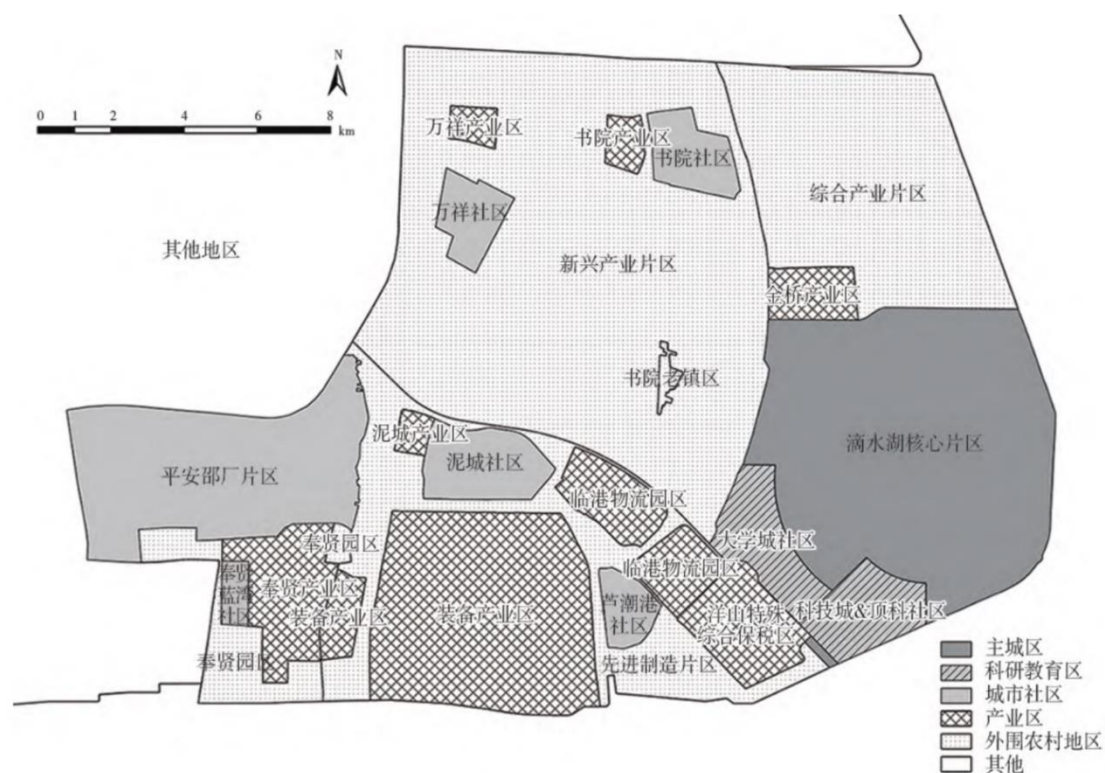 N
0 1 2 4 6 8
km
万祥产业区
书院产业区
书院社区
万祥社区
综合产业片区
其他地区
新兴产业片区
金桥产业区
书院老镇区
泥城产业区
泥城社区
滴水湖核心片区
平安邵厂片区
临港物流园区
奉贤园区
大学城社区
临港物流园区
奉贤
蓝湾
社区
奉贤产业区
装备产业区
装备产业区
芦潮港
社区
洋山特殊
综合保税区
科技城&顶科社区
奉贤园区
先进制造片区
主城区
科研教育区
城市社区
产业区
外围农村地区
其他